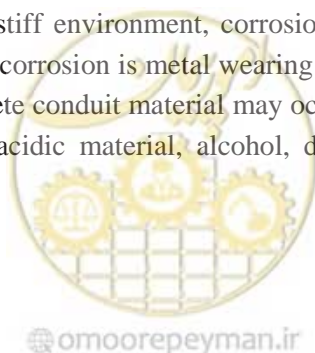 stiff environment, corrosio
corrosion is metal wearing
ete conduit material may oc
acidic material, alcohol, d
omoorepeyman.ir